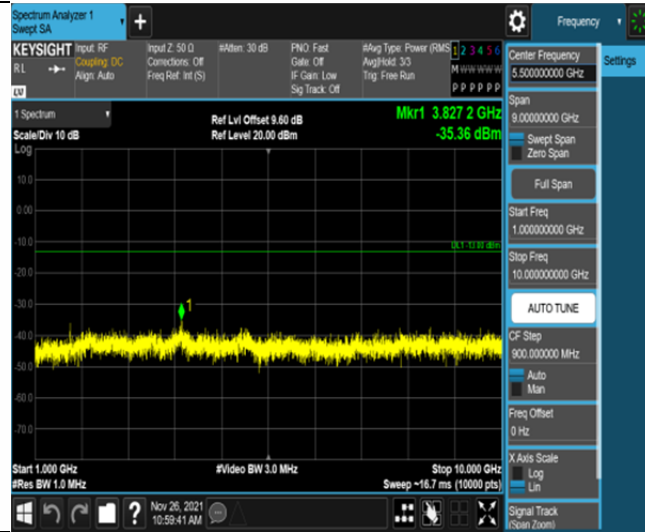 Spectrum Analyzer 1
Swept SA
Frequency
KEYSIGHT
RL
Input: RF
Coupling: DC
Align: Auto
Input Z: 50 Ω
Corrections: Off
Freq Ref: Int (S)
#Atten: 30 dB
PNO: Fast
Gate: Off
IF Gain: Low
Sig Track: Off
#Avg Type: Power (RMS
Avg|Hold: 3/3
Trig: Free Run
1 2 3 4 5 6
M W W W W W
P P P P P P
1 Spectrum
Scale/Div 10 dB
Log
Ref Lvl Offset 9.60 dB
Ref Level 20.00 dBm
Mkr1 3.827 2 GHz
-35.36 dBm
10.0
0.00
-10.0
-20.0
-30.0
-40.0
-50.0
-60.0
-70.0
DL1 -13.00 dBm
1
Start 1.000 GHz
#Res BW 1.0 MHz
#Video BW 3.0 MHz
Stop 10.000 GHz
Sweep ~16.7 ms (10000 pts)
Nov 26, 2021
10:59:41 AM
Center Frequency
5.500000000 GHz
Settings
Span
9.00000000 GHz
Swept Span
Zero Span
Full Span
Start Freq
1.000000000 GHz
Stop Freq
10.000000000 GHz
AUTO TUNE
CF Step
900.000000 MHz
Auto
Man
Freq Offset
0 Hz
X Axis Scale
Log
Lin
Signal Track
(Span Zoom)